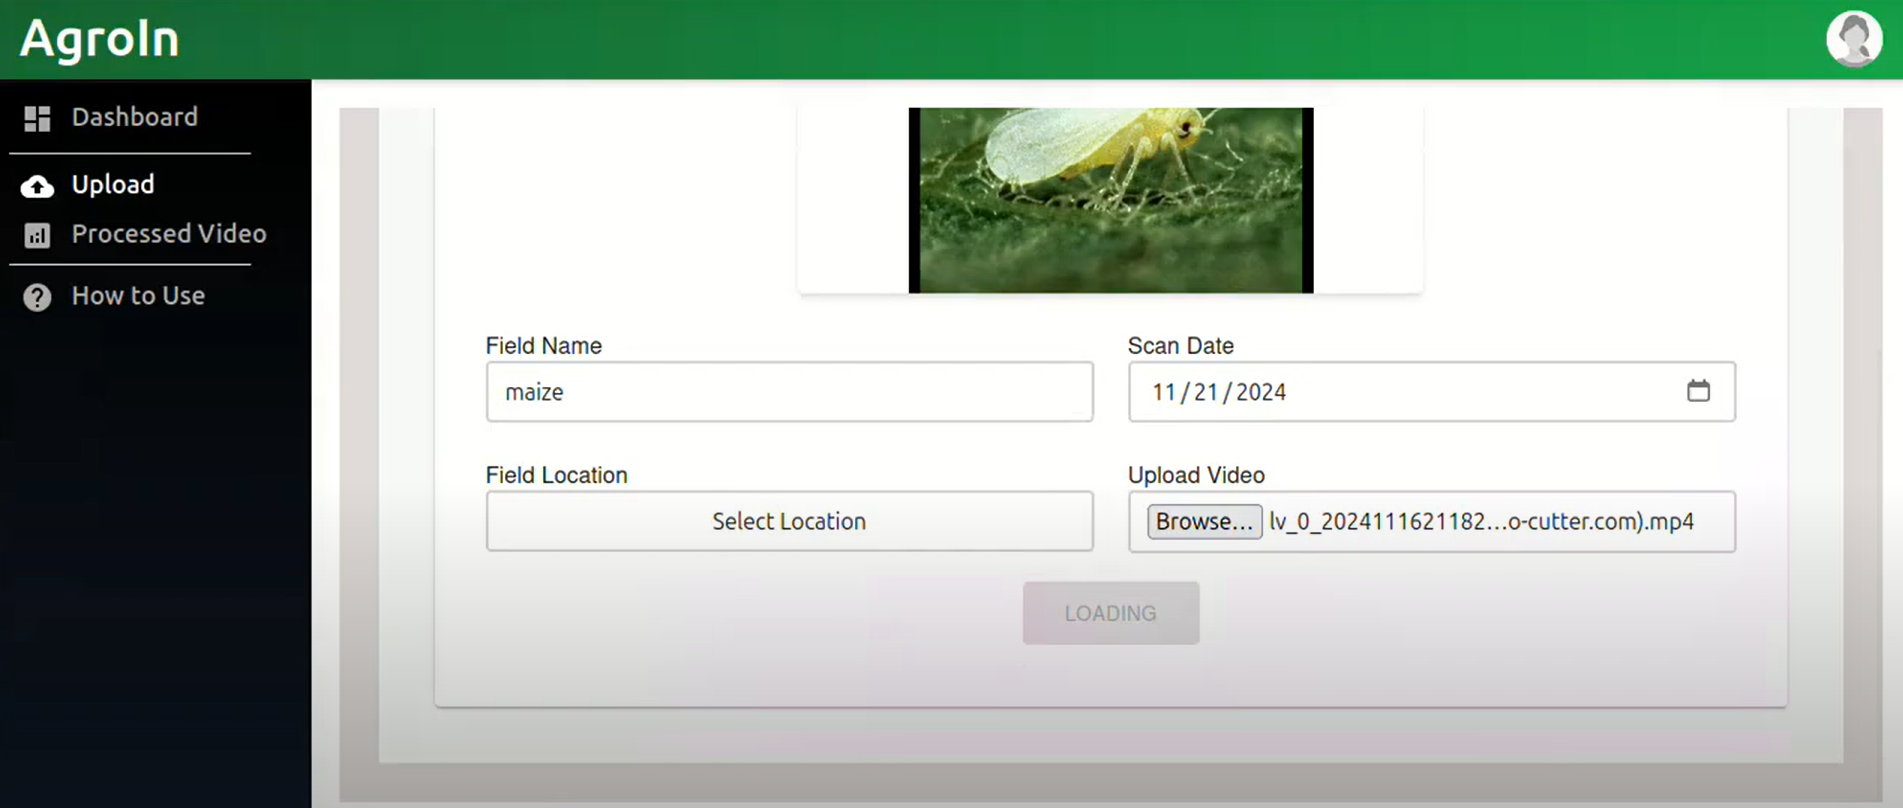 AgroIn
Dashboard
Upload
Processed Video
How to Use
Field Name
maize
Scan Date
11/21/2024
Field Location
Select Location
Upload Video
Browse... lv_0_2024111621182...o-cutter.com).mp4
LOADING